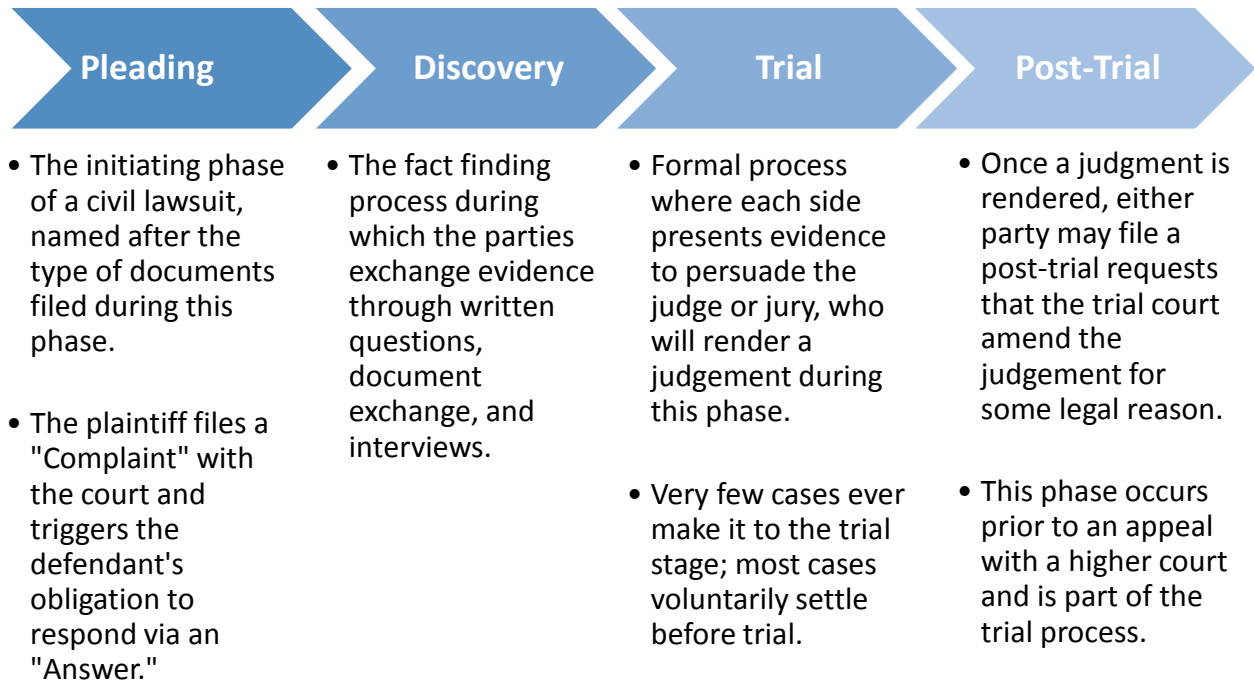 Pleading
Discovery
Trial
Post-Trial
• The initiating phase
of a civil lawsuit,
named after the
type of documents
filed during this
phase.
• The plaintiff files a
"Complaint" with
the court and
triggers the
defendant's
obligation to
respond via an
"Answer."
• The fact finding
process during
which the parties
exchange evidence
through written
questions,
document
exchange, and
interviews.
• Formal process
where each side
presents evidence
to persuade the
judge or jury, who
will render a
judgement during
this phase.
• Very few cases ever
make it to the trial
stage; most cases
voluntarily settle
before trial.
• Once a judgment is
rendered, either
party may file a
post-trial requests
that the trial court
amend the
judgement for
some legal reason.
• This phase occurs
prior to an appeal
with a higher court
and is part of the
trial process.